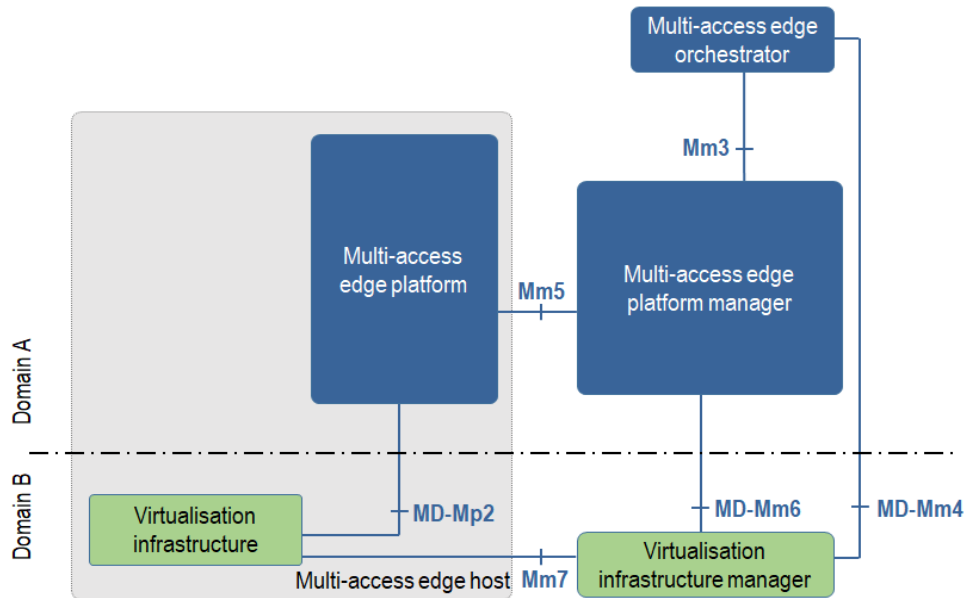 Multi-access edge
orchestrator
Mm3
Multi-access
edge platform
Mm5
Multi-access edge
platform manager
Domain A
Domain B
MD-Mp2
MD-Mm6
MD-Mm4
Virtualisation
infrastructure
Multi-access edge host
Mm7
Virtualisation
infrastructure manager